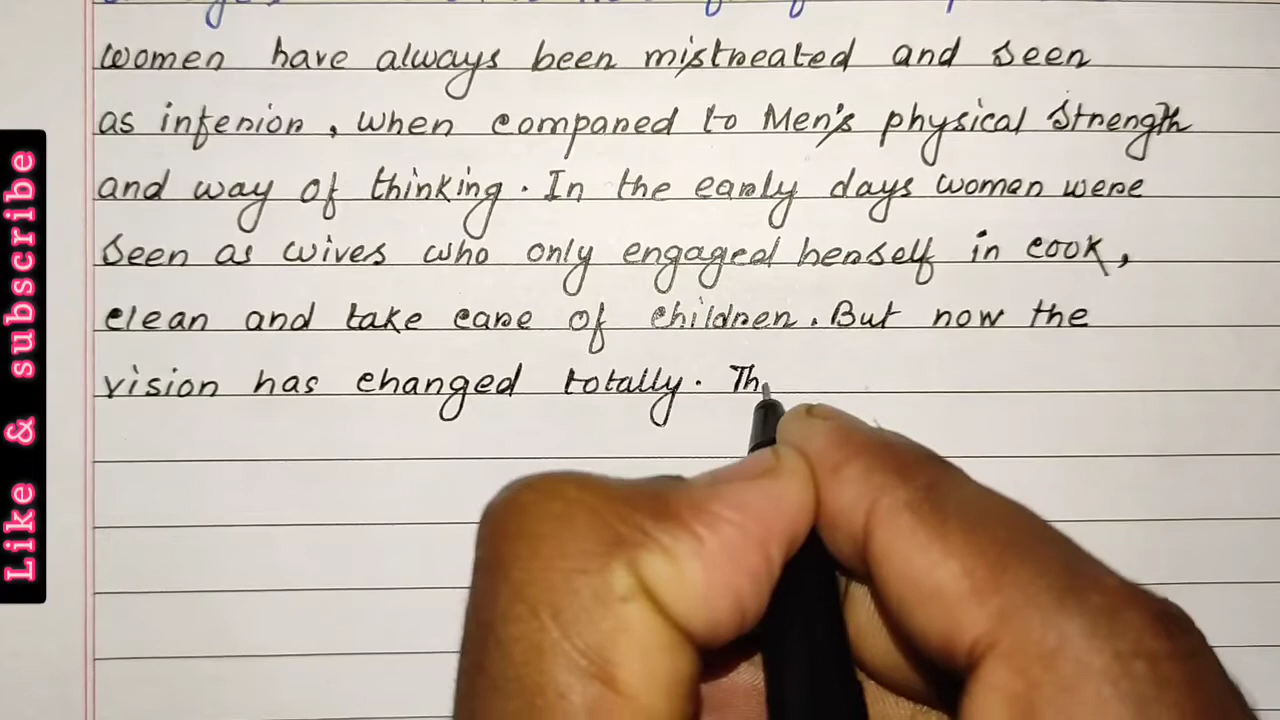 women have always been mistreated and seen
as inferior, when compared to Men's physical strength
and way of thinking. In the early days women were
seen as wives who only engaged herself in cook,
clean and take care of children. But now the
vision has changed totally. Th
Like & subscribe